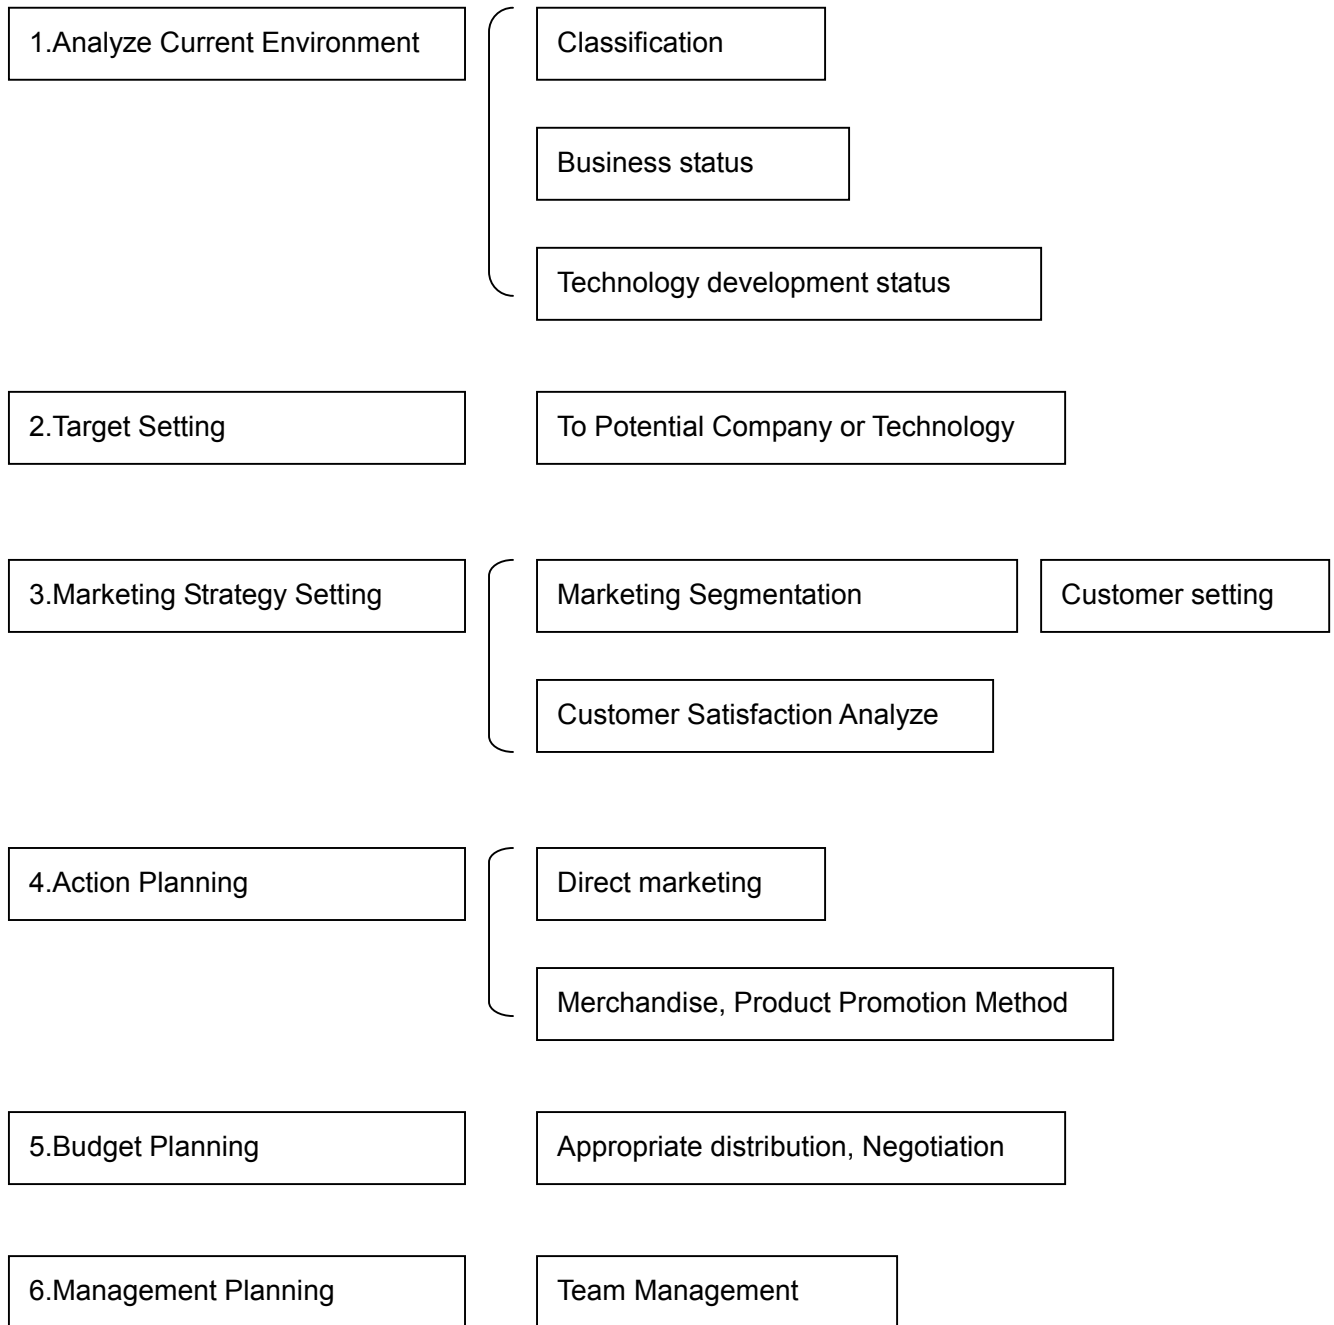 1.Analyze Current Environment
Classification
Business status
Technology development status
2.Target Setting
To Potential Company or Technology
3.Marketing Strategy Setting
Marketing Segmentation
Customer setting
Customer Satisfaction Analyze
4.Action Planning
Direct marketing
Merchandise, Product Promotion Method
5.Budget Planning
Appropriate distribution, Negotiation
6.Management Planning
Team Management